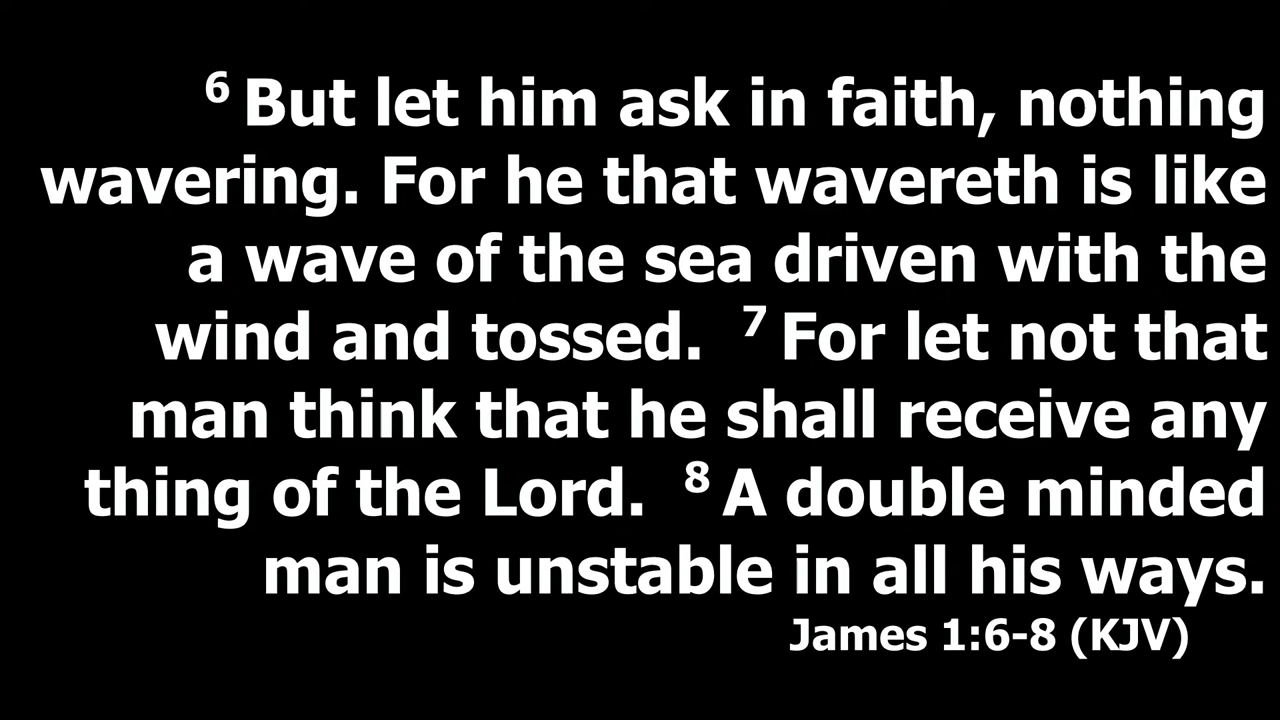 6 But let him ask in faith, nothing
wavering. For he that wavereth is like
a wave of the sea driven with the
wind and tossed. 7 For let not that
man think that he shall receive any
thing of the Lord. 8 A double minded
man is unstable in all his ways.
James 1:6-8 (KJV)